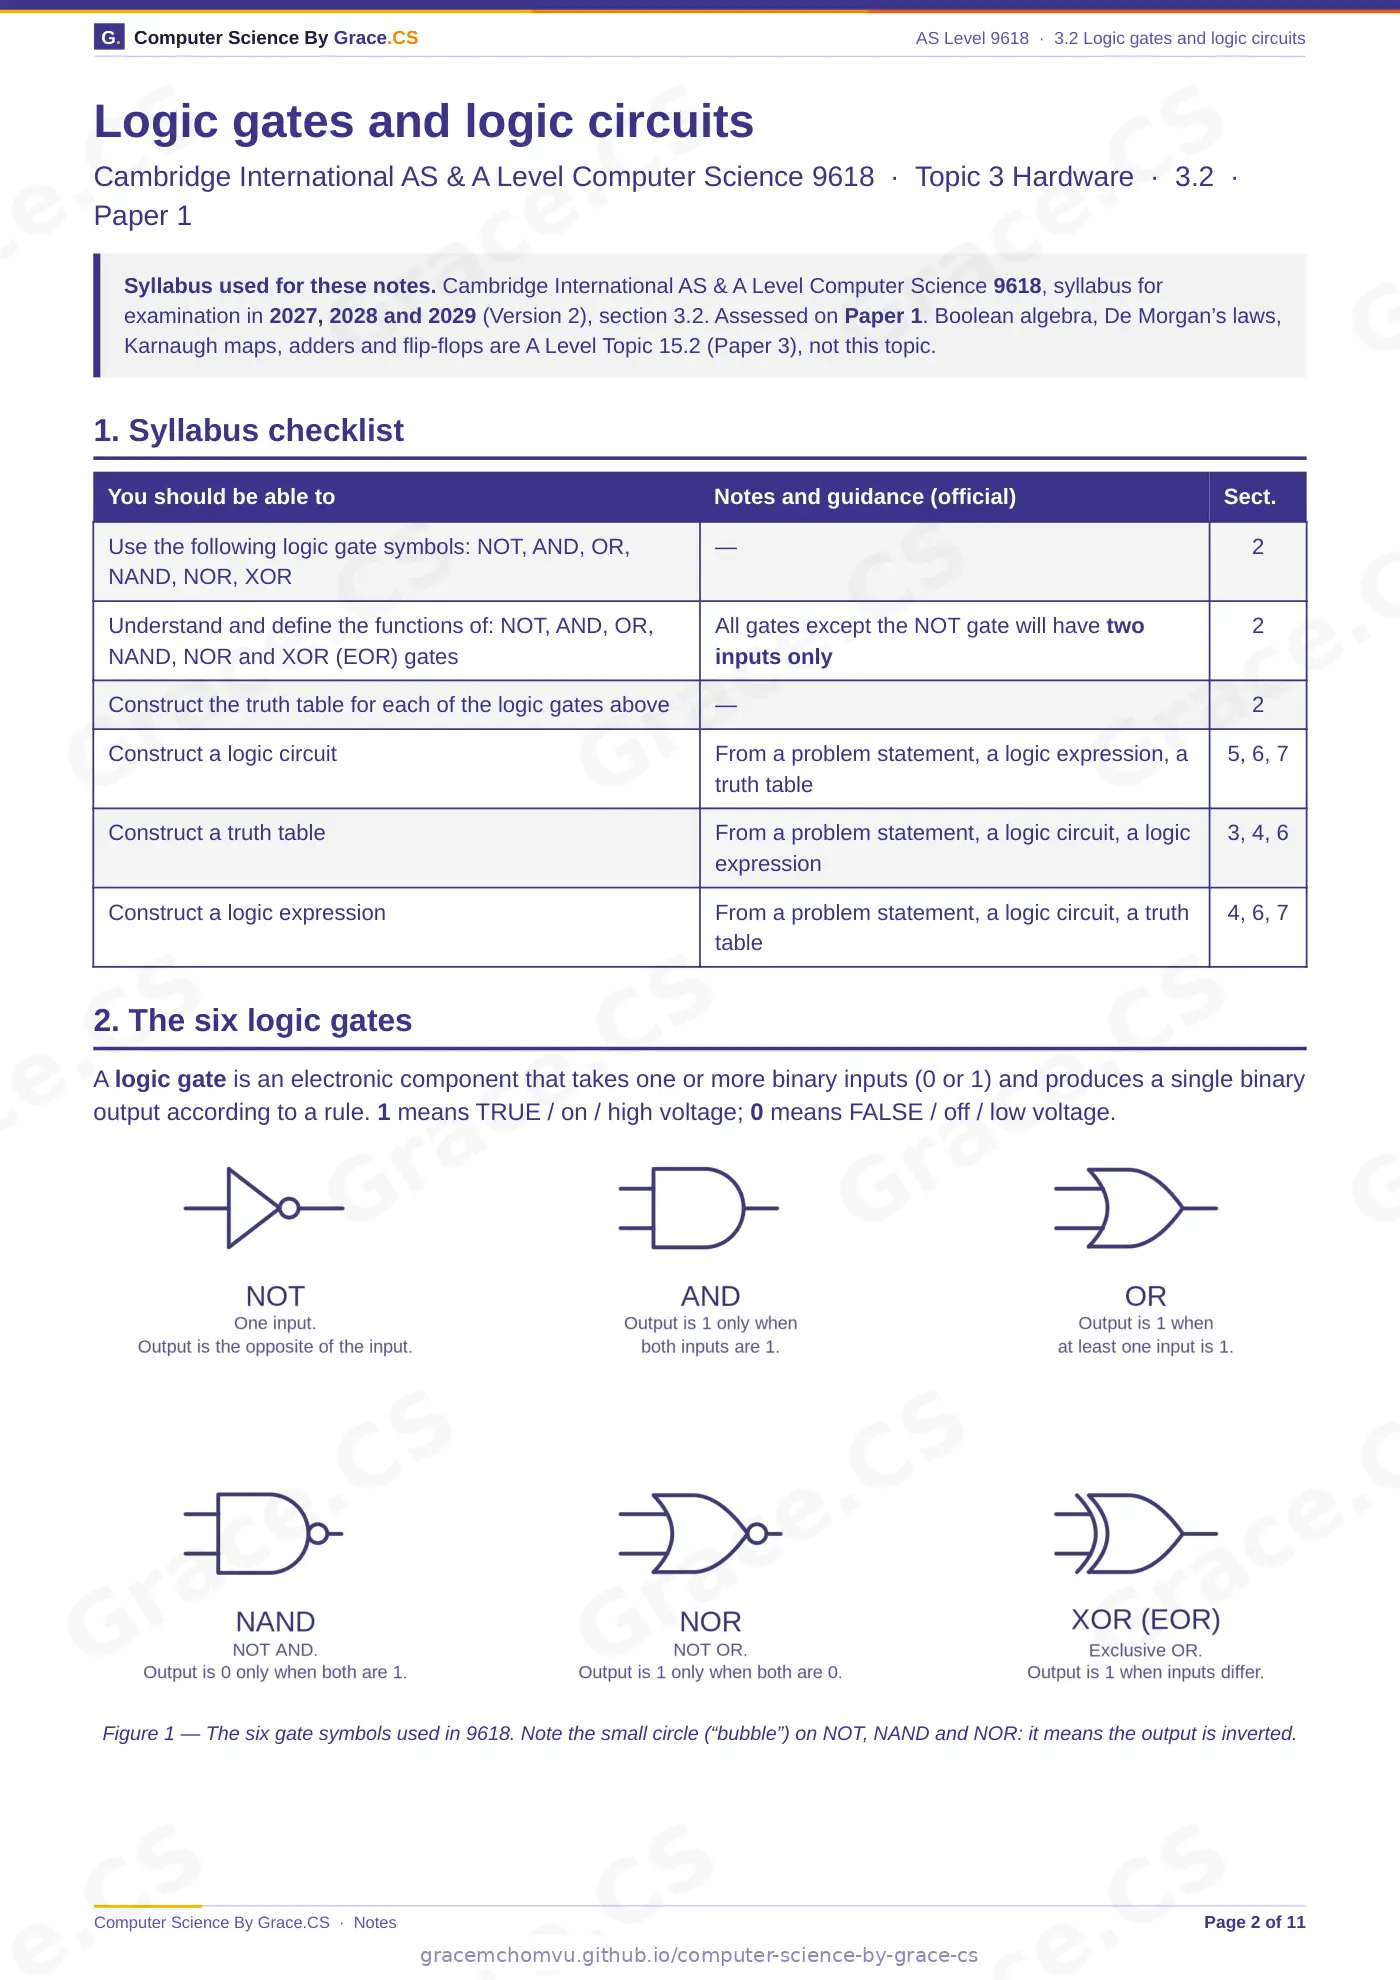 G. Computer Science By Grace.CS
AS Level 9618 · 3.2 Logic gates and logic circuits
Logic gates and logic circuits
Cambridge International AS & A Level Computer Science 9618 · Topic 3 Hardware · 3.2 ·
Paper 1
Syllabus used for these notes. Cambridge International AS & A Level Computer Science 9618, syllabus for
examination in 2027, 2028 and 2029 (Version 2), section 3.2. Assessed on Paper 1. Boolean algebra, De Morgan’s laws,
Karnaugh maps, adders and flip-flops are A Level Topic 15.2 (Paper 3), not this topic.
1. Syllabus checklist
You should be able to
Notes and guidance (official)
Sect.
Use the following logic gate symbols: NOT, AND, OR,
NAND, NOR, XOR
—
2
Understand and define the functions of: NOT, AND, OR,
NAND, NOR and XOR (EOR) gates
All gates except the NOT gate will have two
inputs only
2
Construct the truth table for each of the logic gates above
—
2
Construct a logic circuit
From a problem statement, a logic expression, a
truth table
5, 6, 7
Construct a truth table
From a problem statement, a logic circuit, a logic
expression
3, 4, 6
Construct a logic expression
From a problem statement, a logic circuit, a truth
table
4, 6, 7
2. The six logic gates
A logic gate is an electronic component that takes one or more binary inputs (0 or 1) and produces a single binary
output according to a rule. 1 means TRUE / on / high voltage; 0 means FALSE / off / low voltage.
NOT
One input.
Output is the opposite of the input.
AND
Output is 1 only when
both inputs are 1.
OR
Output is 1 when
at least one input is 1.
NAND
NOT AND.
Output is 0 only when both are 1.
NOR
NOT OR.
Output is 1 only when both are 0.
XOR (EOR)
Exclusive OR.
Output is 1 when inputs differ.
Figure 1 — The six gate symbols used in 9618. Note the small circle (“bubble”) on NOT, NAND and NOR: it means the output is inverted.
Computer Science By Grace.CS · Notes
Page 2 of 11
gracemchomvu.github.io/computer-science-by-grace-cs
Grace.CS